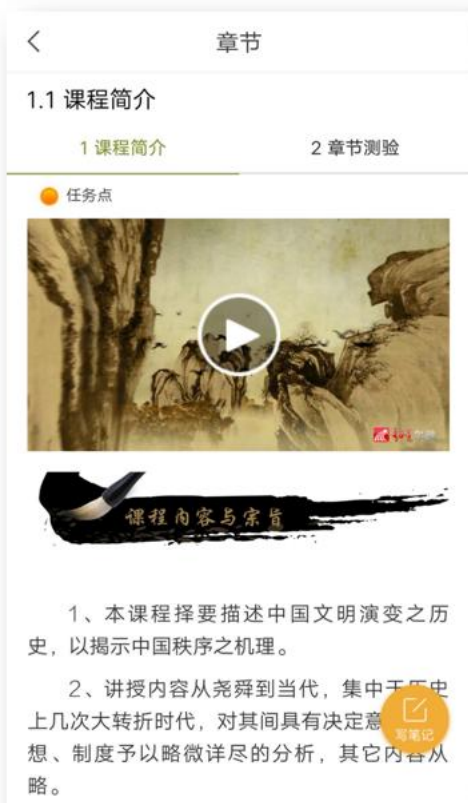 章节
1.1 课程简介
1 课程简介
2 章节测验
任务点
课程内容与宗旨
1、本课程择要描述中国文明演变之历
史，以揭示中国秩序之机理。
2、讲授内容从尧舜到当代，集中于历史
上几次大转折时代，对其间具有决定意
想、制度予以略微详尽的分析，其它内容从
略。
写笔记